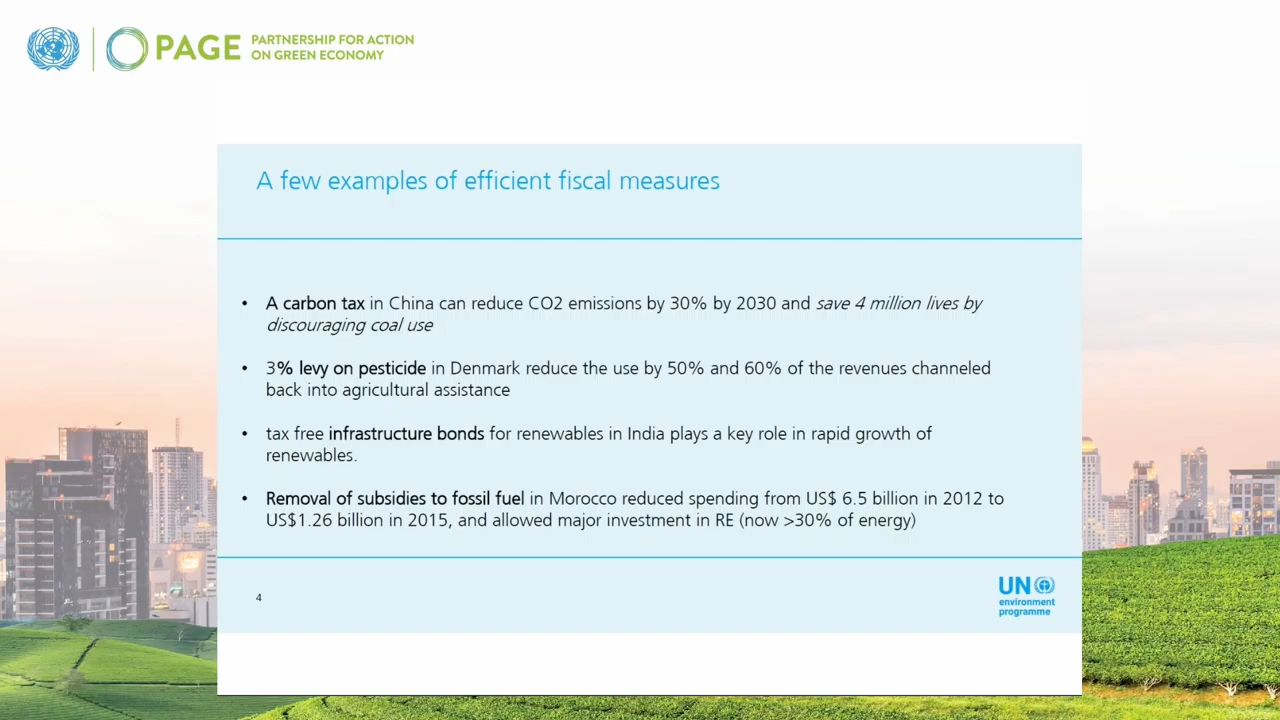 PAGE PARTNERSHIP FOR ACTION
ON GREEN ECONOMY
A few examples of efficient fiscal measures
• A carbon tax in China can reduce CO2 emissions by 30% by 2030 and save 4 million lives by
discouraging coal use
• 3% levy on pesticide in Denmark reduce the use by 50% and 60% of the revenues channeled
back into agricultural assistance
• tax free infrastructure bonds for renewables in India plays a key role in rapid growth of
renewables.
• Removal of subsidies to fossil fuel in Morocco reduced spending from US$ 6.5 billion in 2012 to
US$1.26 billion in 2015, and allowed major investment in RE (now >30% of energy)
4
UN
environment
programme